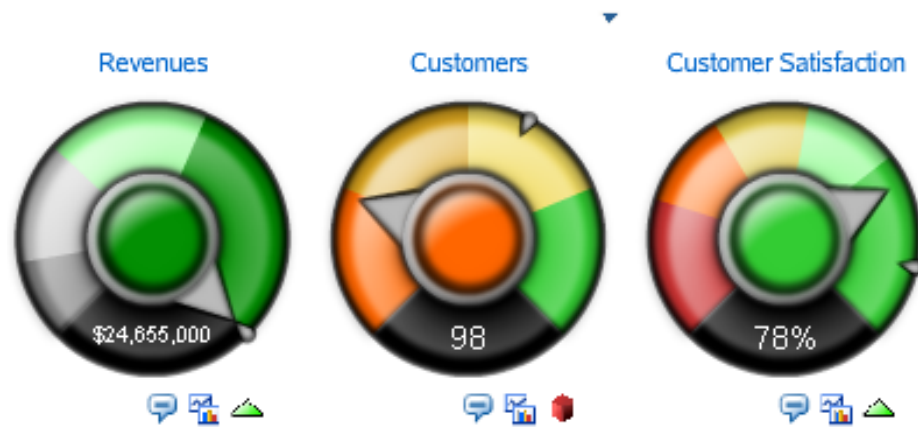 Revenues
Customers
Customer Satisfaction
$24,655,000
98
78%